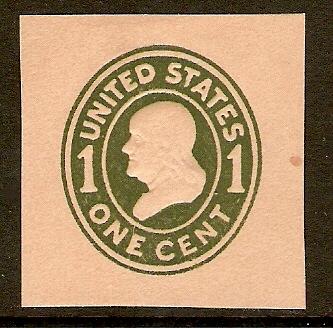 UNITED STATES
1 1
ONE CENT